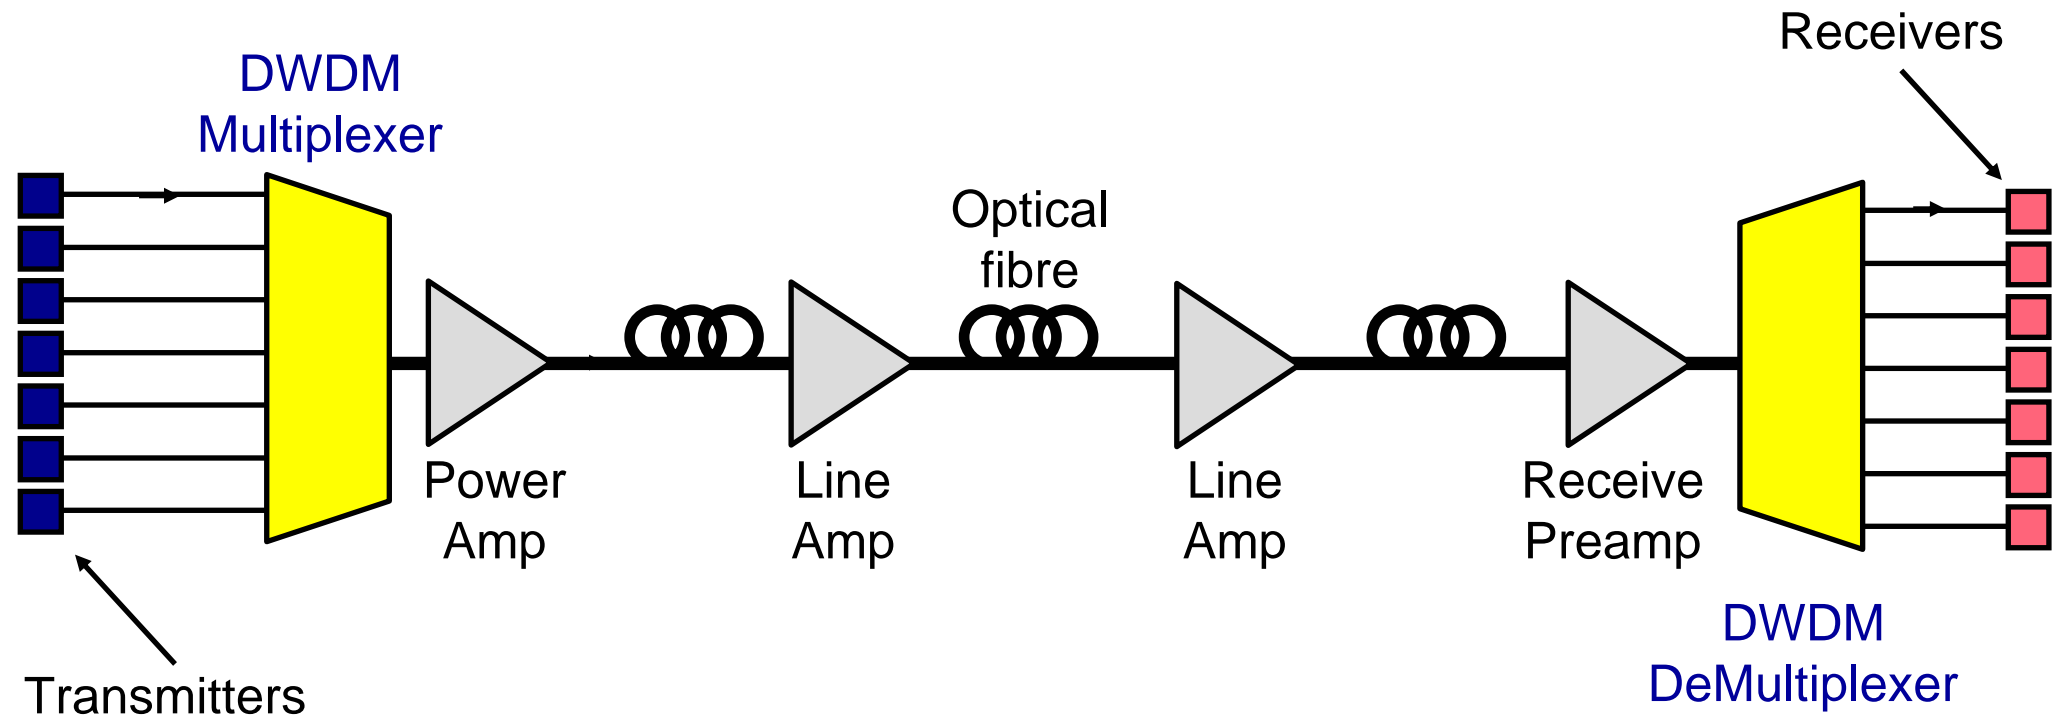 Receivers
DWDM
Multiplexer
Optical
fibre
Power
Amp
Line
Amp
Line
Amp
Receive
Preamp
DWDM
DeMultiplexer
Transmitters